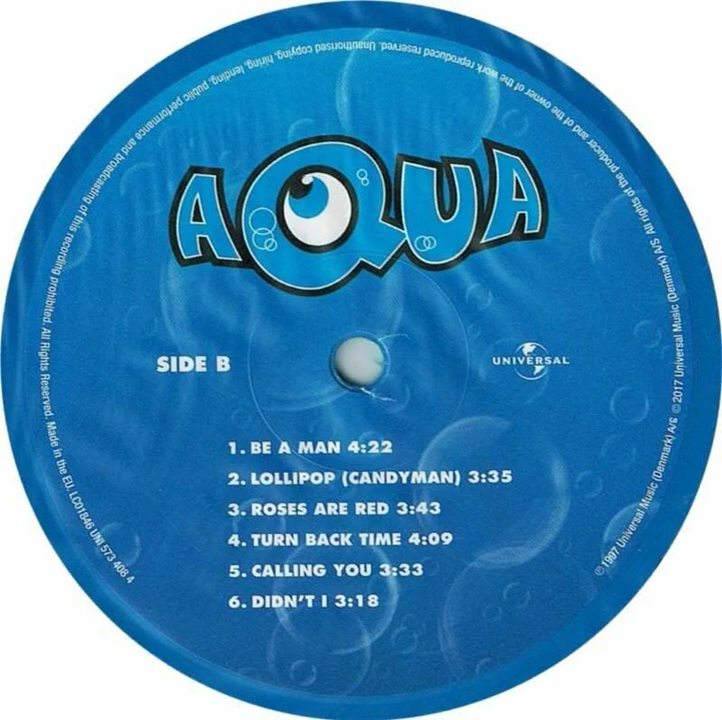 AQUA
SIDE B
UNIVERSAL
1. BE A MAN 4:22
2. LOLLIPOP (CANDYMAN) 3:35
3. ROSES ARE RED 3:43
4. TURN BACK TIME 4:09
5. CALLING YOU 3:33
6. DIDN'T I 3:18
℗ 1997 Universal Music (Denmark) A/S © 2017 Universal Music (Denmark) A/S All rights of the producer and of the owner of the work reproduced reserved. Unauthorised copying, hiring, lending, public performance and broadcasting of this recording prohibited. All Rights Reserved. Made in the EU. LC01846 UNI 573 408 4